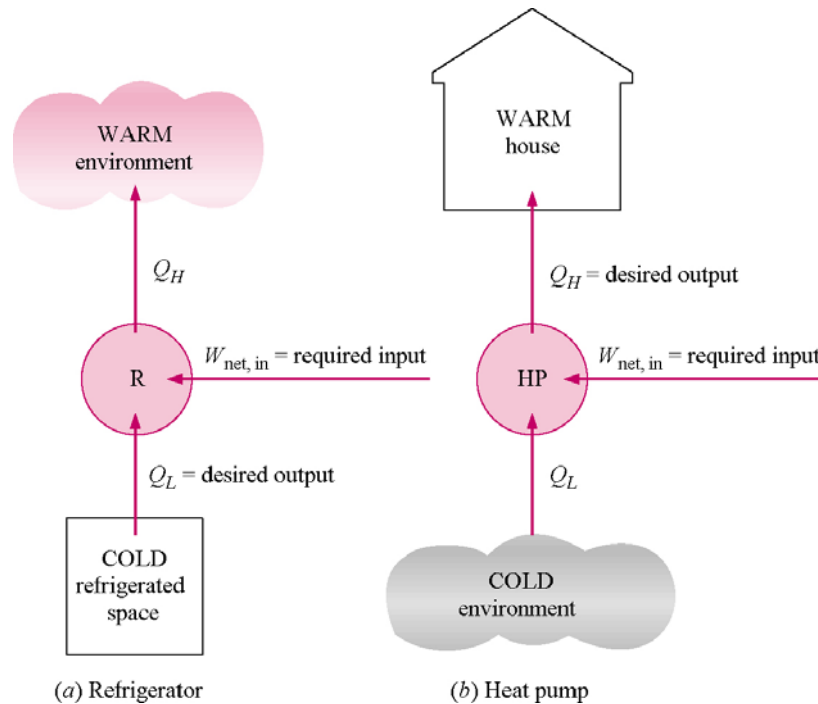 WARM
environment
Q_H
W_net, in = required input
R
Q_L = desired output
COLD
refrigerated
space
(a) Refrigerator
WARM
house
Q_H = desired output
W_net, in = required input
HP
Q_L
COLD
environment
(b) Heat pump